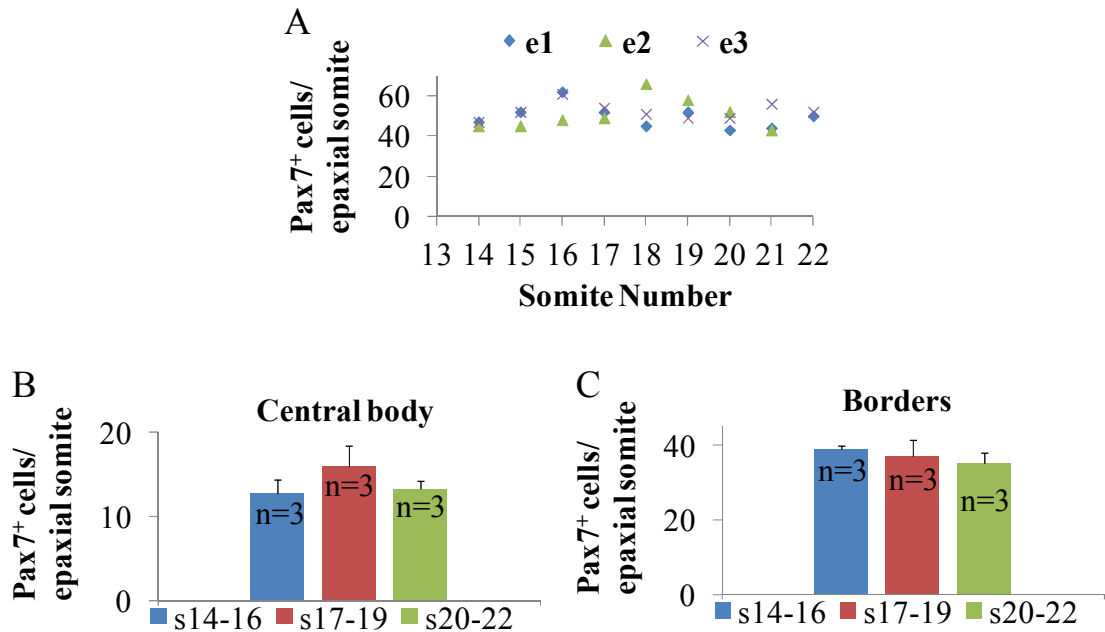 A
e1 e2 e3
Pax7+ cells/
epaxial somite
60
40
20
0
13 14 15 16 17 18 19 20 21 22
Somite Number
B
Central body
Pax7+ cells/
epaxial somite
20
10
0
n=3 n=3 n=3
s14-16 s17-19 s20-22
C
Borders
Pax7+ cells/
epaxial somite
40
20
0
n=3 n=3 n=3
s14-16 s17-19 s20-22